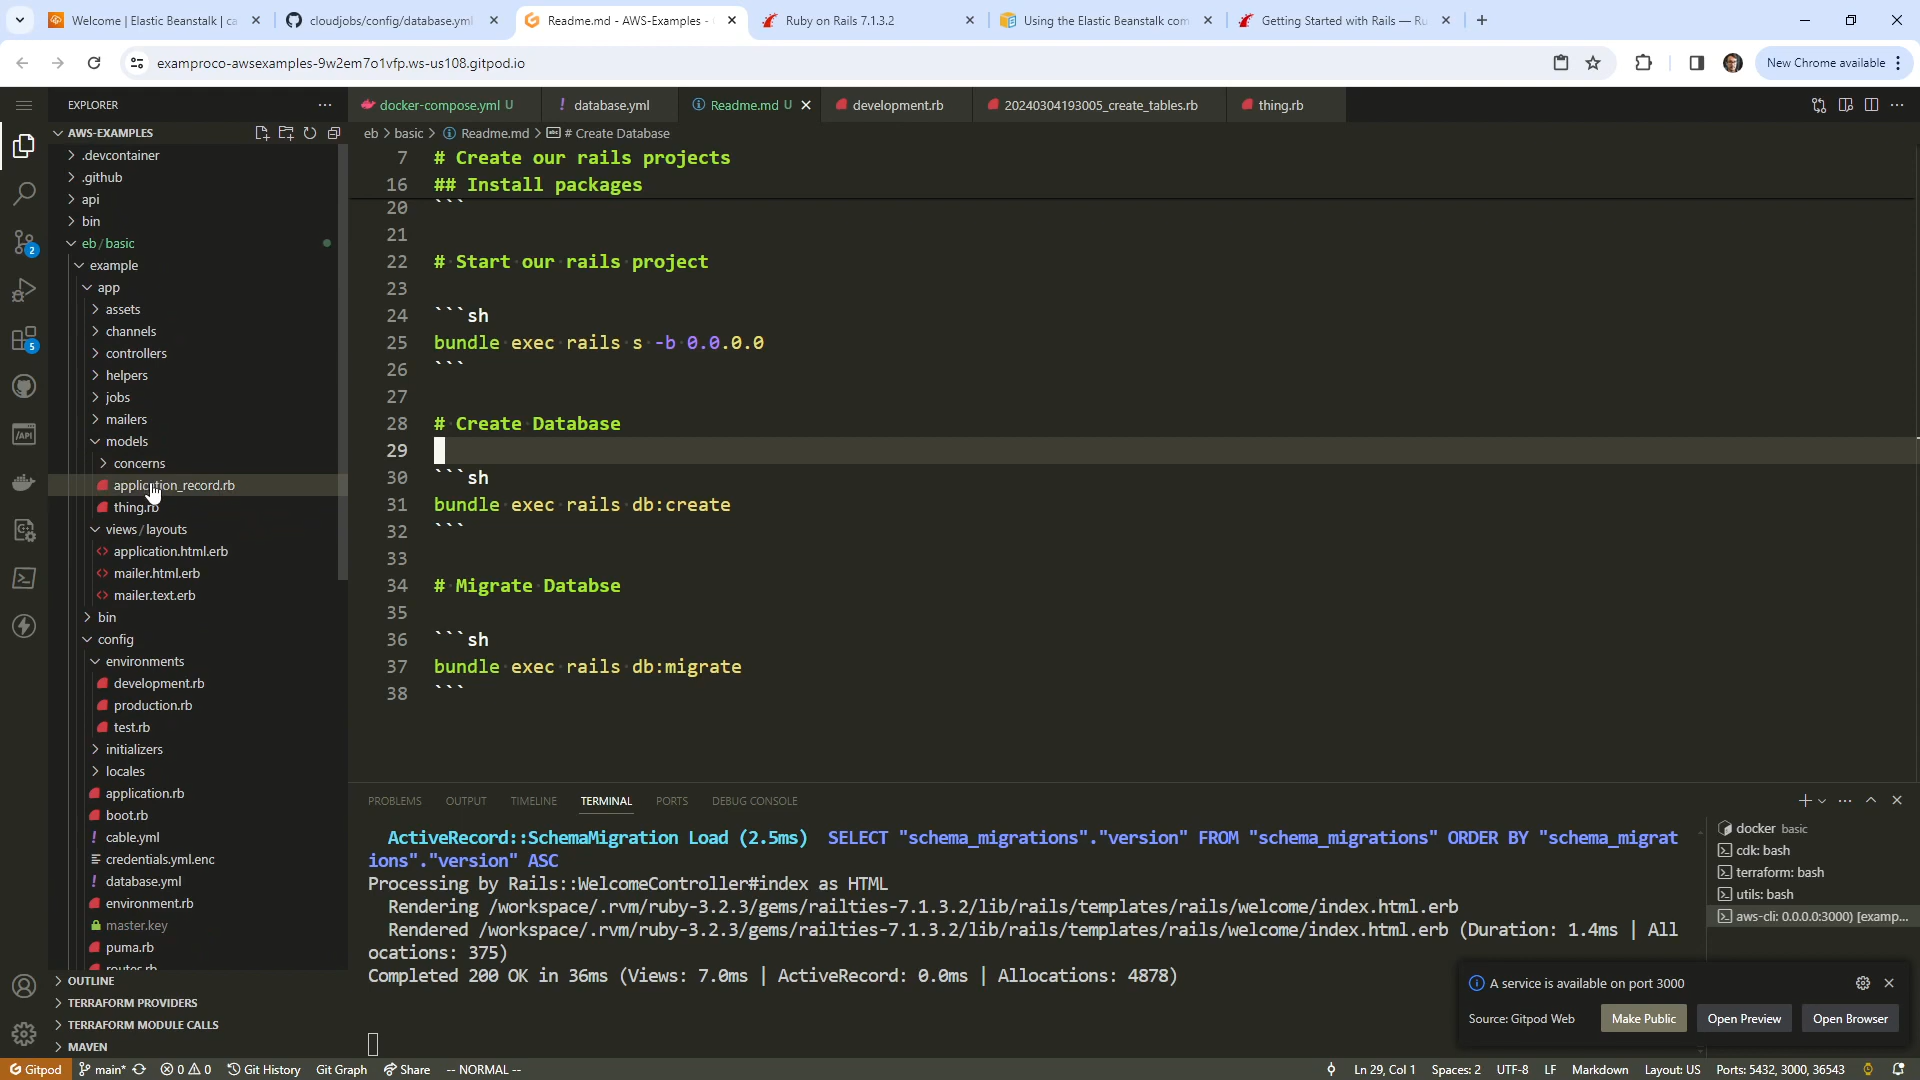 Welcome | Elastic Beanstalk | ca
cloudjobs/config/database.yml
Readme.md - AWS-Examples -
Ruby on Rails 7.1.3.2
Using the Elastic Beanstalk com
Getting Started with Rails — Ru
examproco-awsexamples-9w2em7o1vfp.ws-us108.gitpod.io
New Chrome available
EXPLORER
docker-compose.yml U
! database.yml
Readme.md U
development.rb
20240304193005_create_tables.rb
thing.rb
AWS-EXAMPLES
eb > basic > Readme.md > # Create Database
.devcontainer
.github
api
bin
eb / basic
example
app
assets
channels
controllers
helpers
jobs
mailers
models
concerns
application_record.rb
thing.rb
views / layouts
application.html.erb
mailer.html.erb
mailer.text.erb
bin
config
environments
development.rb
production.rb
test.rb
initializers
locales
application.rb
boot.rb
! cable.yml
credentials.yml.enc
! database.yml
environment.rb
master.key
puma.rb
routes.rb
OUTLINE
TERRAFORM PROVIDERS
TERRAFORM MODULE CALLS
MAVEN
7 # Create our rails projects
16 ## Install packages
20 ```
21
22 # Start our rails project
23
24 ```sh
25 bundle exec rails s -b 0.0.0.0
26 ```
27
28 # Create Database
29
30 ```sh
31 bundle exec rails db:create
32 ```
33
34 # Migrate Databse
35
36 ```sh
37 bundle exec rails db:migrate
38 ```
PROBLEMS OUTPUT TIMELINE TERMINAL PORTS DEBUG CONSOLE
ActiveRecord::SchemaMigration Load (2.5ms) SELECT "schema_migrations"."version" FROM "schema_migrations" ORDER BY "schema_migrat
ions"."version" ASC
Processing by Rails::WelcomeController#index as HTML
Rendering /workspace/.rvm/ruby-3.2.3/gems/railties-7.1.3.2/lib/rails/templates/rails/welcome/index.html.erb
Rendered /workspace/.rvm/ruby-3.2.3/gems/railties-7.1.3.2/lib/rails/templates/rails/welcome/index.html.erb (Duration: 1.4ms | All
ocations: 375)
Completed 200 OK in 36ms (Views: 7.0ms | ActiveRecord: 0.0ms | Allocations: 4878)
docker basic
cdk: bash
terraform: bash
utils: bash
aws-cli: 0.0.0.0:3000) [examp...
A service is available on port 3000
Source: Gitpod Web
Make Public
Open Preview
Open Browser
2
5
API
Gitpod main* 0 0 Git History Git Graph Share -- NORMAL --
Ln 29, Col 1 Spaces: 2 UTF-8 LF Markdown Layout: US Ports: 5432, 3000, 36543